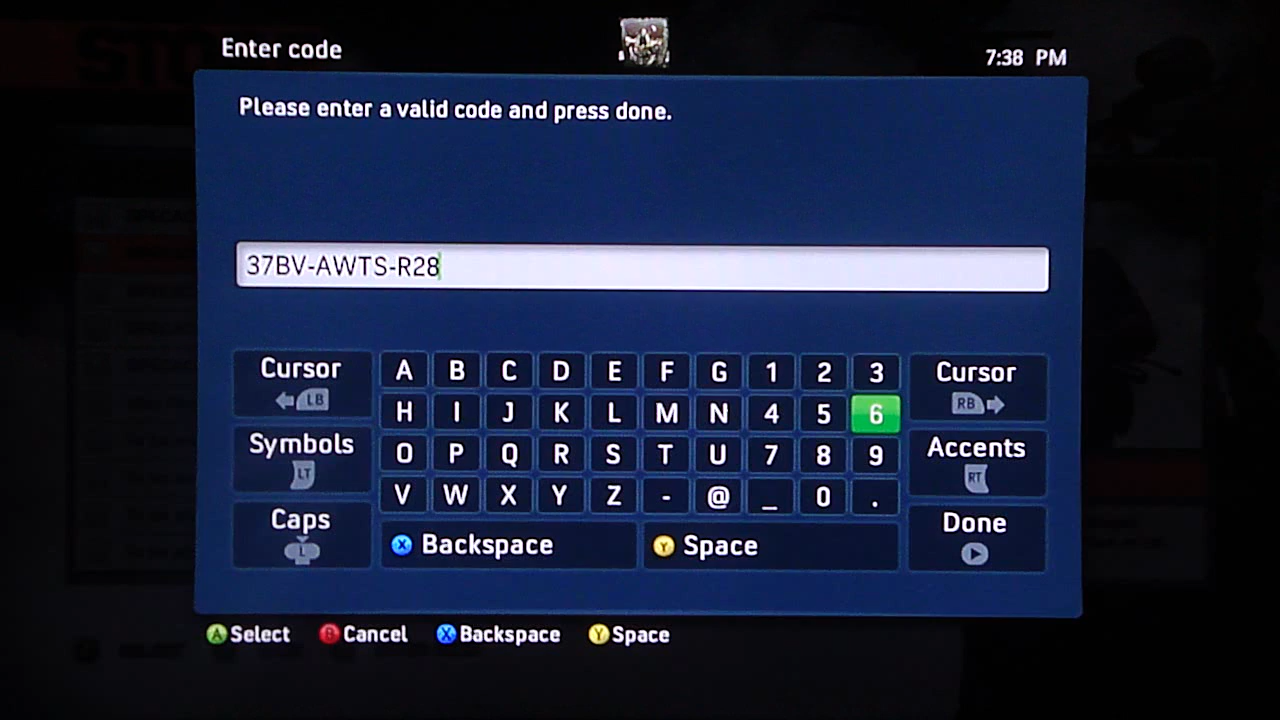 Enter code
7:38 PM
Please enter a valid code and press done.
37BV-AWTS-R28
Cursor A B C D E F G 1 2 3 Cursor
LB RB
H I J K L M N 4 5 6
Symbols Accents
LT RT
O P Q R S T U 7 8 9
V W X Y Z - @ _ 0 .
Caps Done
L
X Backspace Y Space
A Select B Cancel X Backspace Y Space